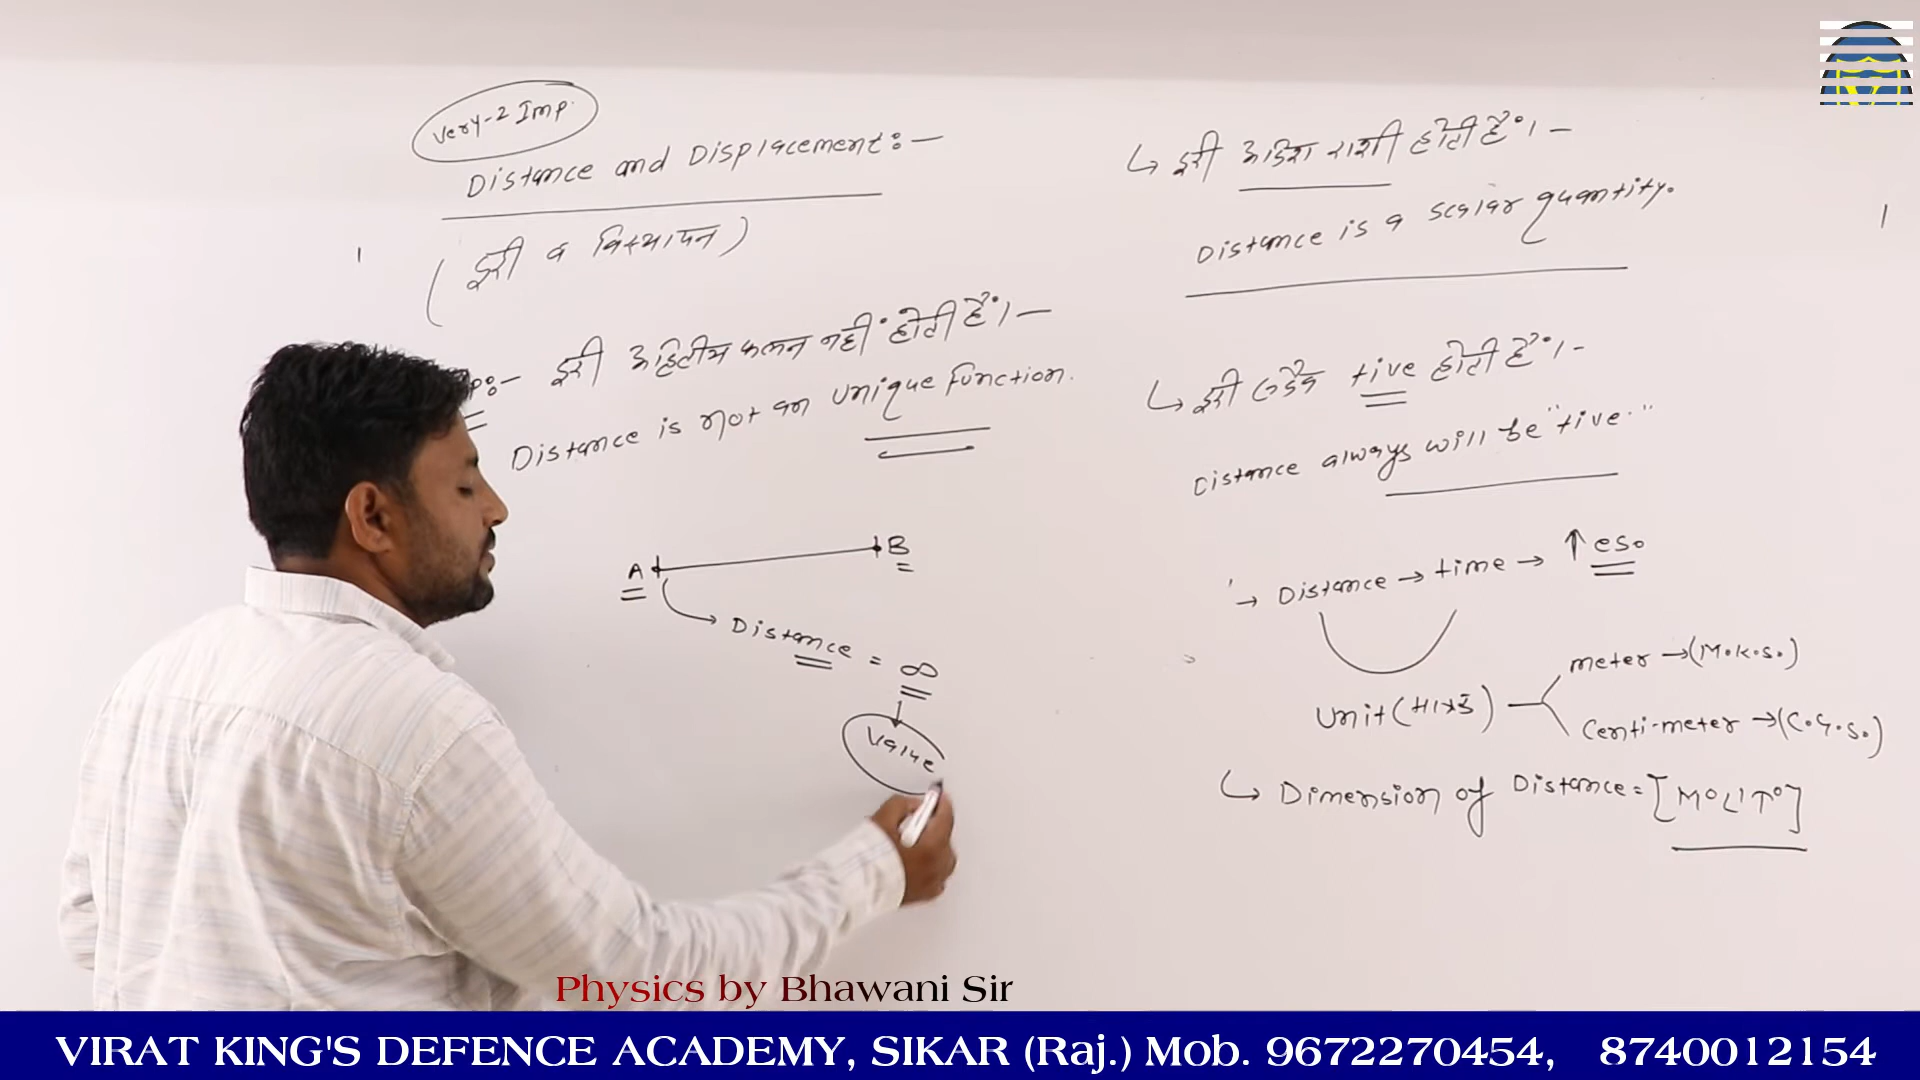 Very-2 Imp.
Distance and Displacement:-
(दूरी व विस्थापन)
p:- दूरी अद्वितीय फलन नहीं होती है।-
Distance is not an unique function.
A B
Distance = ∞
Value
↳ दूरी अदिश राशी होती है।-
Distance is a scalar quantity.
↳ दूरी सदैव +ive होती है।-
Distance always will be "+ive."
→ Distance → time → ↑es.
Unit (मात्रक)
meter → (M.K.S.)
Centi-meter → (C.G.S.)
↳ Dimension of Distance = [M°L¹T°]
Physics by Bhawani Sir
VIRAT KING'S DEFENCE ACADEMY, SIKAR (Raj.) Mob. 9672270454, 8740012154